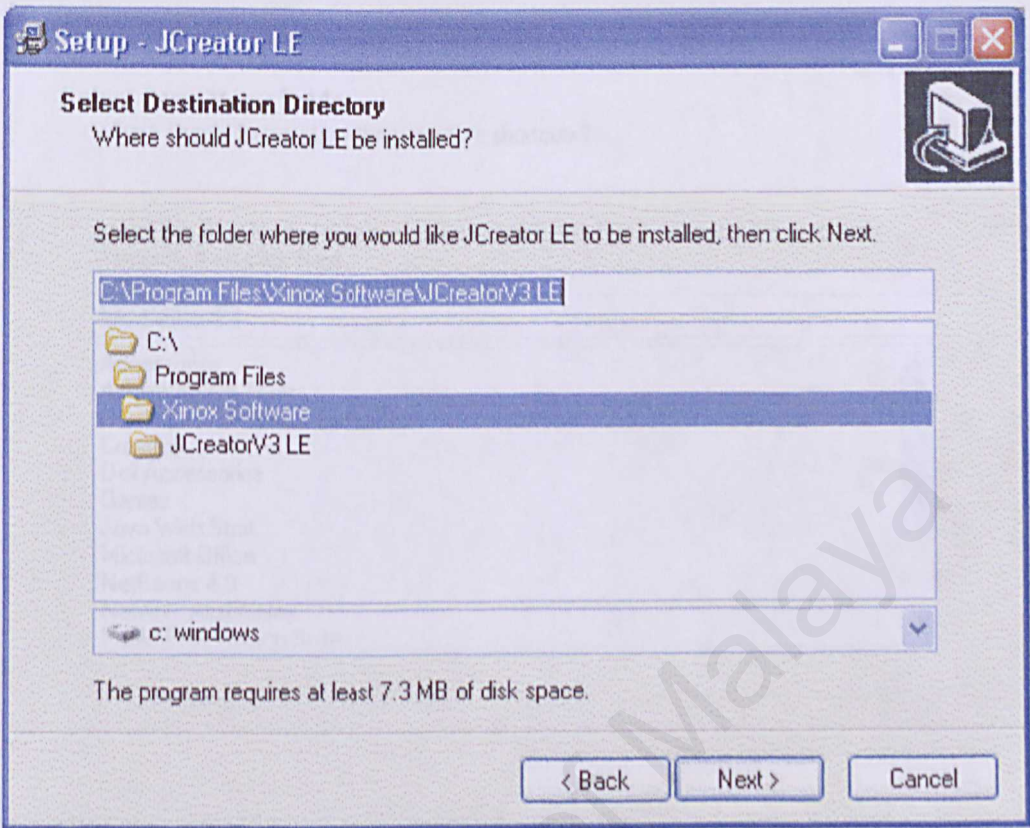 Setup - JCreator LE
Select Destination Directory
Where should JCreator LE be installed?
Select the folder where you would like JCreator LE to be installed, then click Next.
C:\Program Files\Xinox Software\JCreatorV3 LE
C:\
Program Files
Xinox Software
JCreatorV3 LE
c: windows
The program requires at least 7.3 MB of disk space.
< Back
Next >
Cancel
Malaya